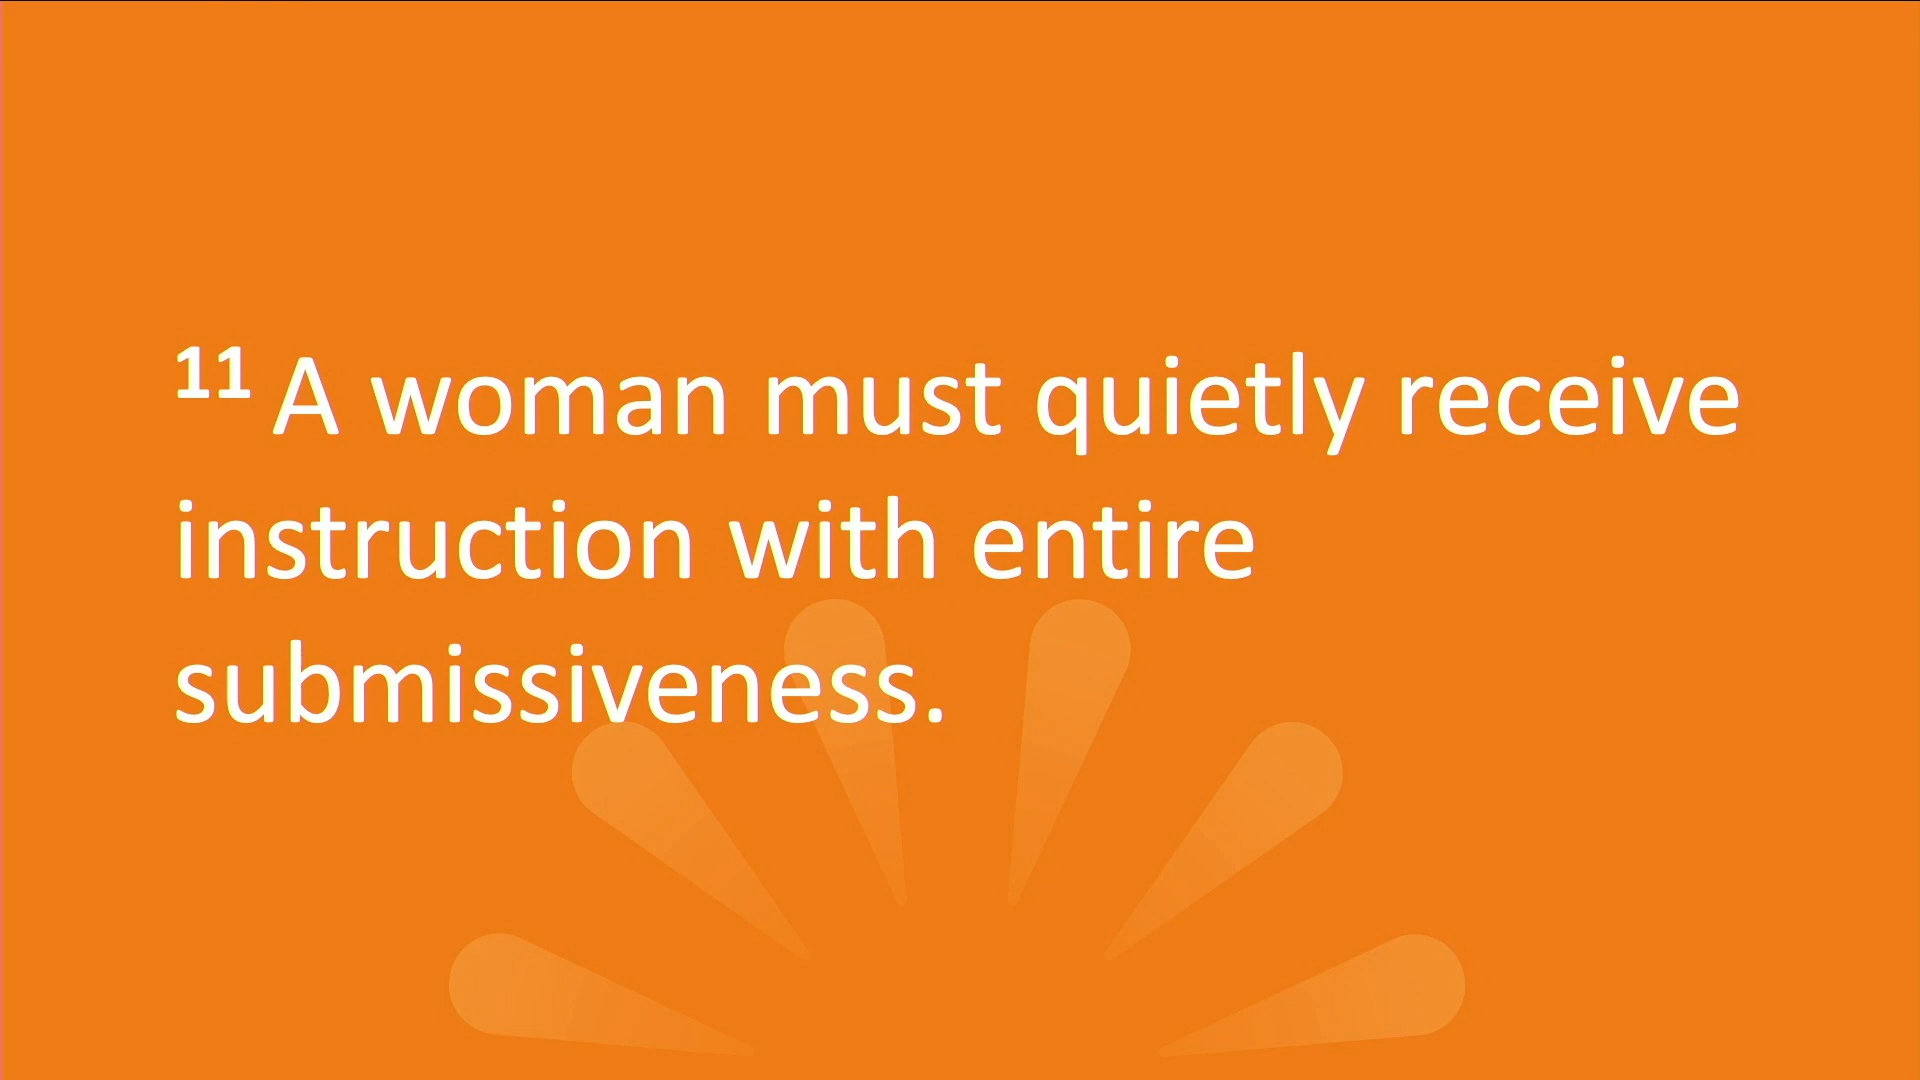 11 A woman must quietly receive
instruction with entire
submissiveness.